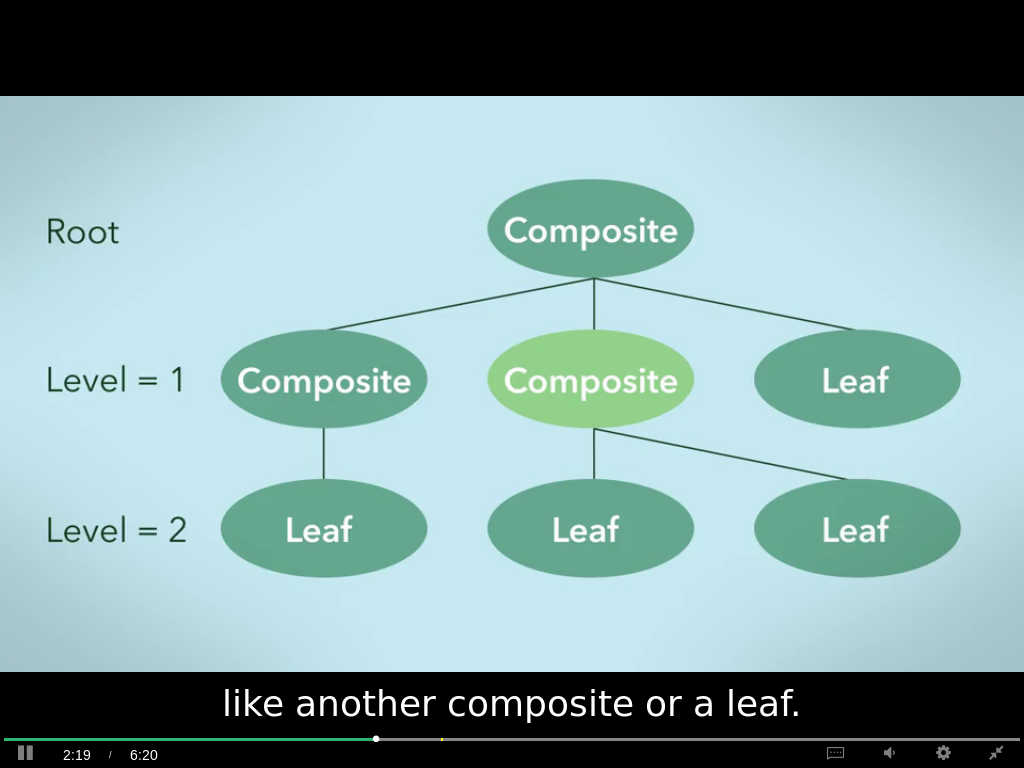 Root
Composite
Level = 1
Composite
Composite
Leaf
Level = 2
Leaf
Leaf
Leaf
like another composite or a leaf.
2:19 / 6:20